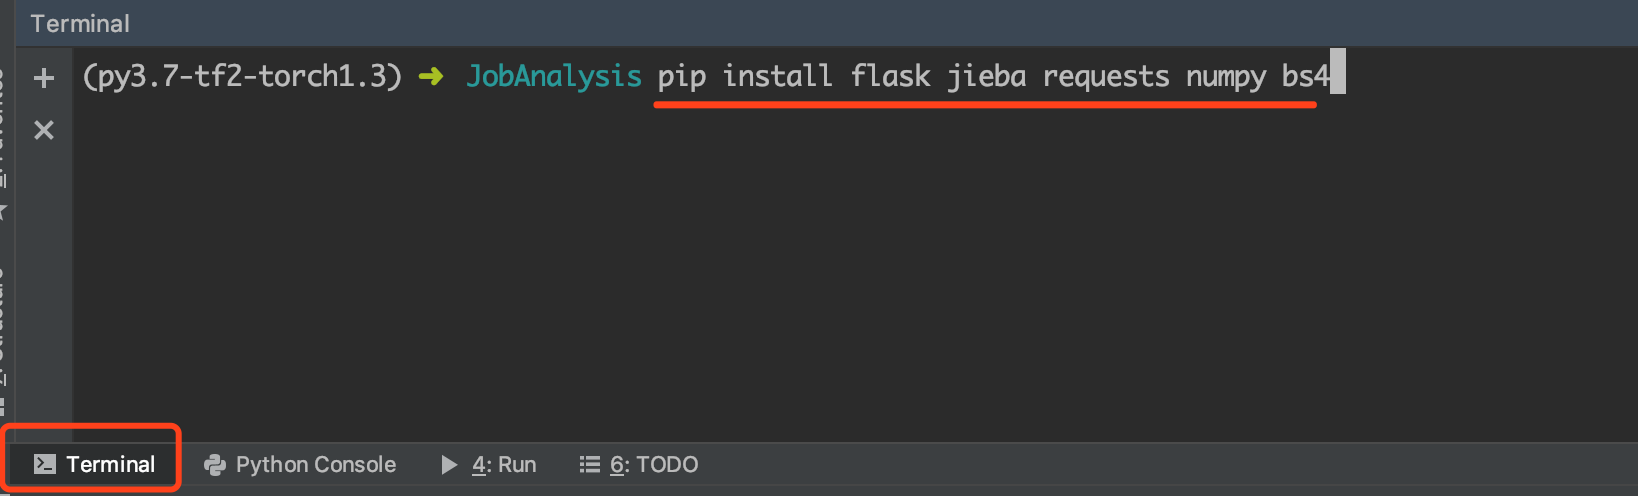 Terminal
(py3.7-tf2-torch1.3) ➜ JobAnalysis pip install flask jieba requests numpy bs4
Terminal
Python Console
4: Run
6: TODO